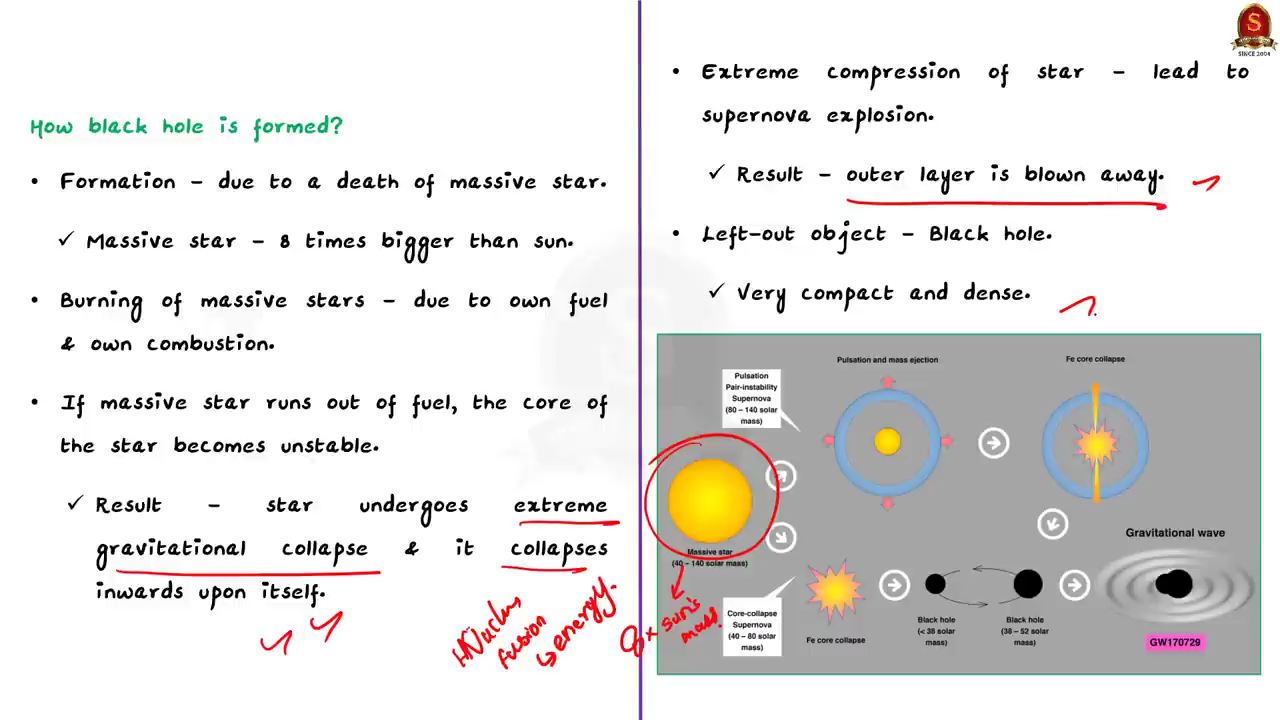 How black hole is formed?
• Formation – due to a death of massive star.
✓ Massive star – 8 times bigger than sun.
• Burning of massive stars – due to own fuel
& own combustion.
• If massive star runs out of fuel, the core of
the star becomes unstable.
✓ Result – star undergoes extreme
gravitational collapse & it collapses
inwards upon itself.
fusion
↳ energy.
8x sun's
mass.
S
SINCE 2004
• Extreme compression of star – lead to
supernova explosion.
✓ Result – outer layer is blown away.
• Left-out object – Black hole.
✓ Very compact and dense.
Pulsation
Pair-instability
Supernova
(80 – 140 solar
mass)
Pulsation and mass ejection
Fe core collapse
Massive star
(40 – 140 solar mass)
Gravitational wave
Core-collapse
Supernova
(40 – 80 solar
mass)
Fe core collapse
Black hole
(< 38 solar
mass)
Black hole
(38 – 52 solar
mass)
GW170729